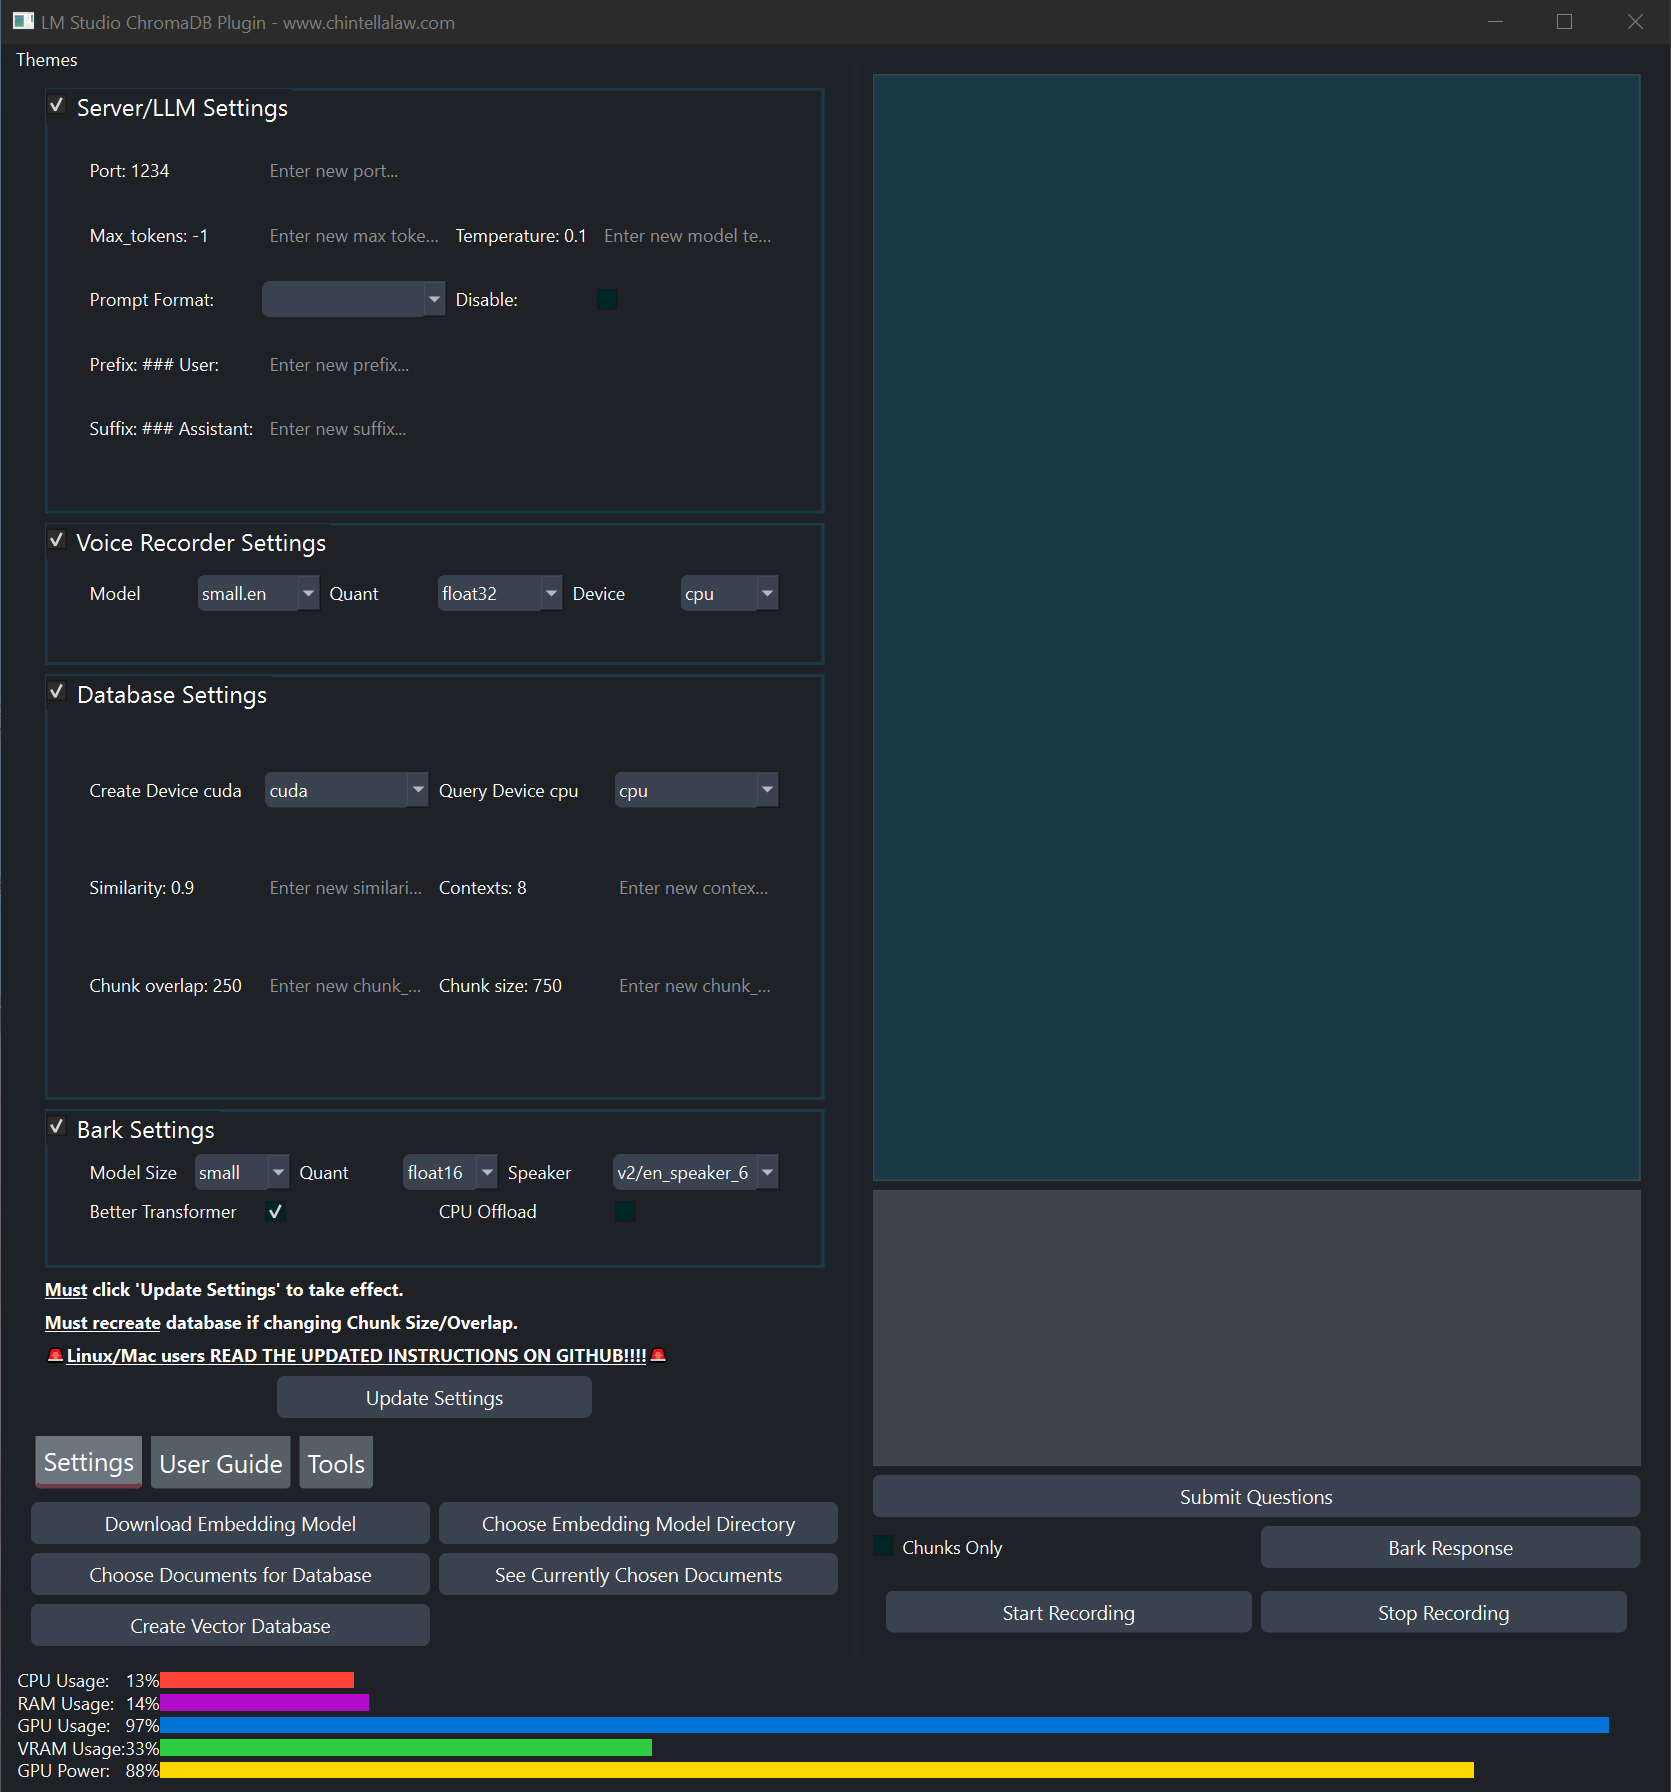 LM Studio ChromaDB Plugin - www.chintellalaw.com
Themes
Server/LLM Settings
Port: 1234 Enter new port...
Max_tokens: -1 Enter new max toke... Temperature: 0.1 Enter new model te...
Prompt Format: Disable:
Prefix: ### User: Enter new prefix...
Suffix: ### Assistant: Enter new suffix...
Voice Recorder Settings
Model small.en Quant float32 Device cpu
Database Settings
Create Device cuda cuda Query Device cpu cpu
Similarity: 0.9 Enter new similari... Contexts: 8 Enter new contex...
Chunk overlap: 250 Enter new chunk_... Chunk size: 750 Enter new chunk_...
Bark Settings
Model Size small Quant float16 Speaker v2/en_speaker_6
Better Transformer CPU Offload
Must click 'Update Settings' to take effect.
Must recreate database if changing Chunk Size/Overlap.
🚨Linux/Mac users READ THE UPDATED INSTRUCTIONS ON GITHUB!!!!🚨
Update Settings
Settings User Guide Tools
Download Embedding Model Choose Embedding Model Directory
Choose Documents for Database See Currently Chosen Documents
Create Vector Database
Submit Questions
Chunks Only Bark Response
Start Recording Stop Recording
CPU Usage: 13%
RAM Usage: 14%
GPU Usage: 97%
VRAM Usage:33%
GPU Power: 88%